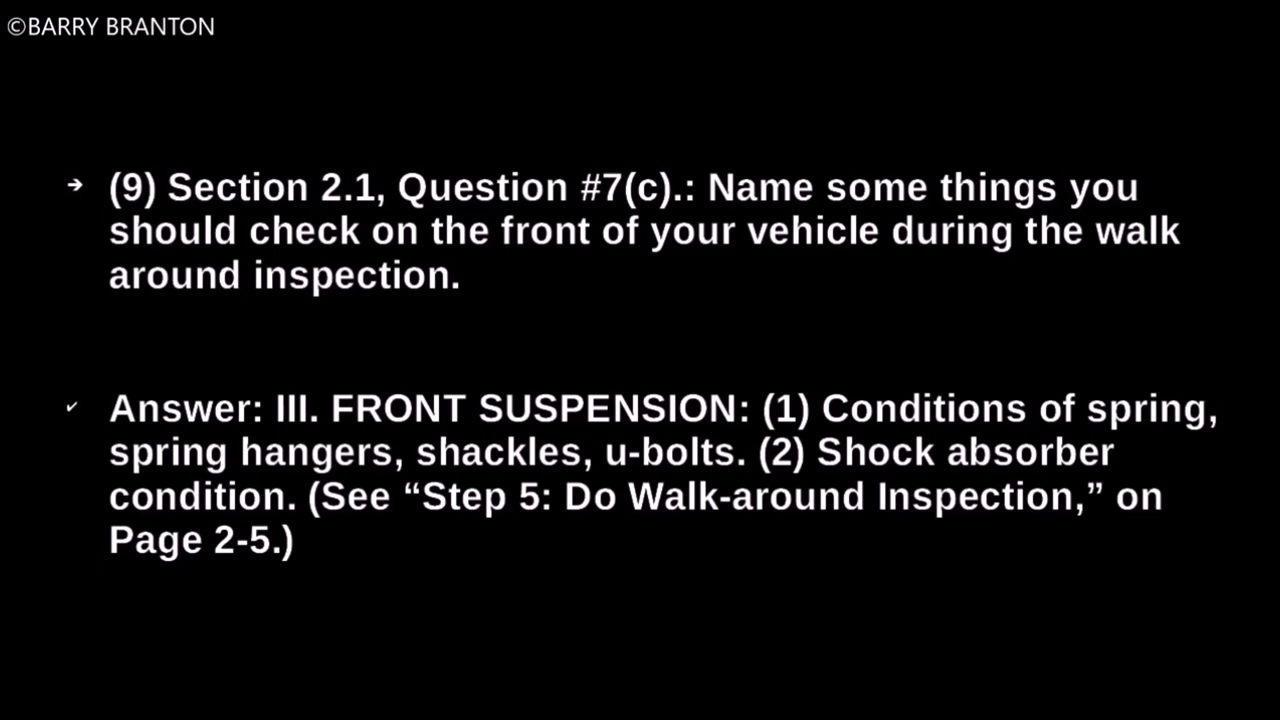 ©BARRY BRANTON
➔ (9) Section 2.1, Question #7(c).: Name some things you
should check on the front of your vehicle during the walk
around inspection.
✓ Answer: III. FRONT SUSPENSION: (1) Conditions of spring,
spring hangers, shackles, u-bolts. (2) Shock absorber
condition. (See “Step 5: Do Walk-around Inspection,” on
Page 2-5.)